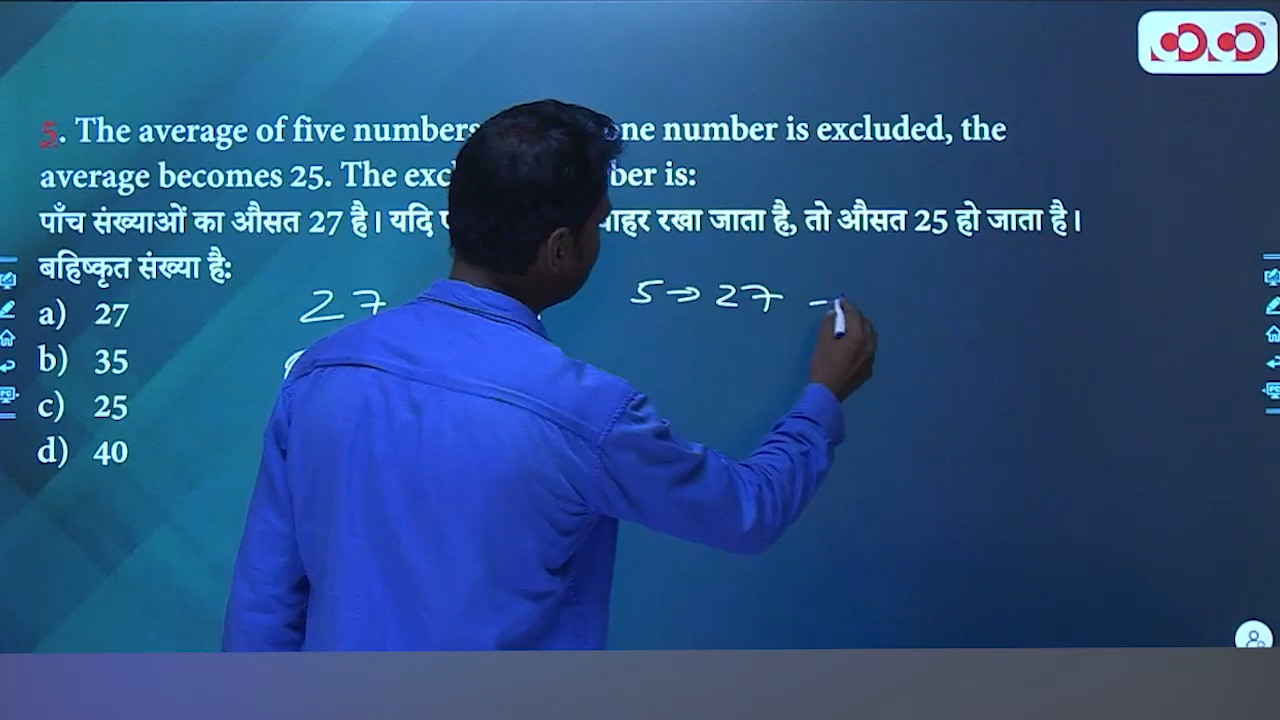 5. The average of five numbers ne number is excluded, the
average becomes 25. The exc ber is:
पाँच संख्याओं का औसत 27 है। यदि बाहर रखा जाता है, तो औसत 25 हो जाता है।
बहिष्कृत संख्या है:
a) 27
b) 35
c) 25
d) 40
27
5→27 -